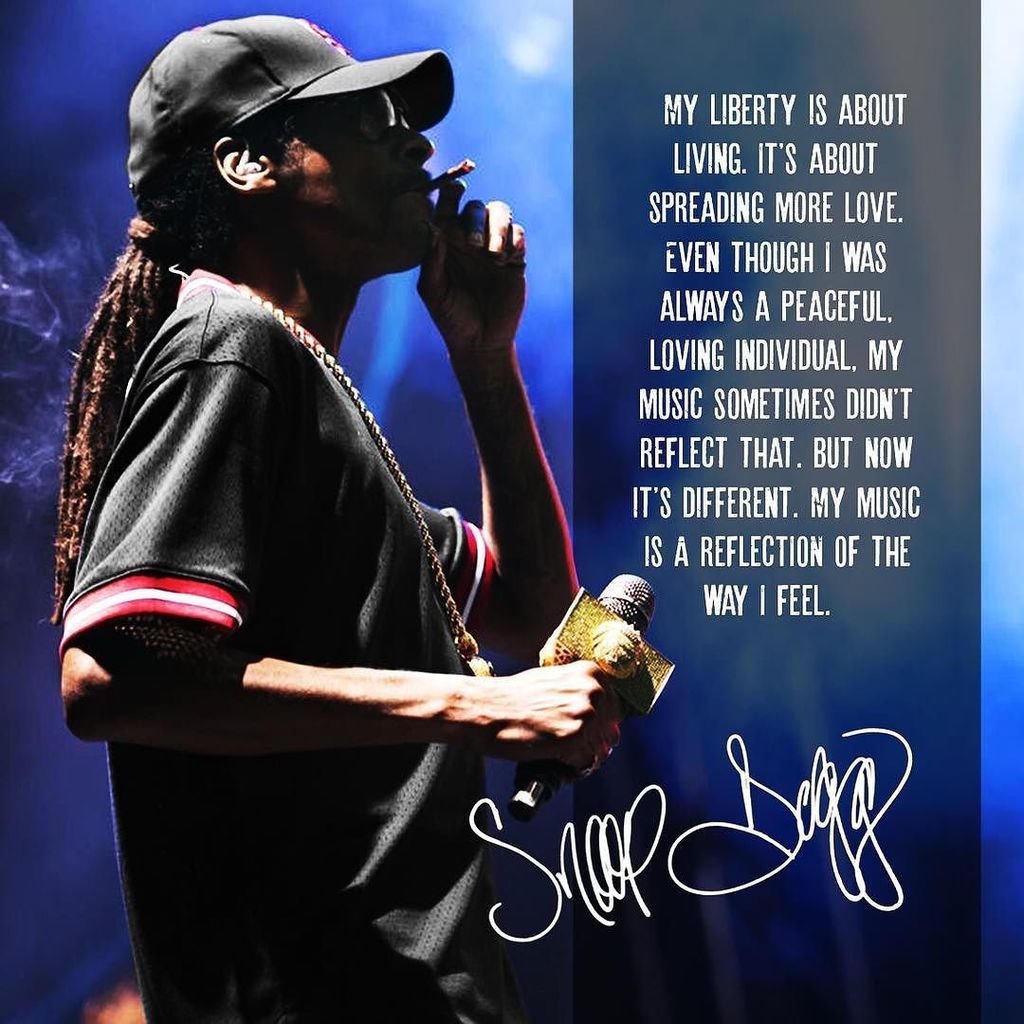 MY LIBERTY IS ABOUT
LIVING. IT'S ABOUT
SPREADING MORE LOVE.
EVEN THOUGH I WAS
ALWAYS A PEACEFUL,
LOVING INDIVIDUAL, MY
MUSIC SOMETIMES DIDN'T
REFLECT THAT. BUT NOW
IT'S DIFFERENT. MY MUSIC
IS A REFLECTION OF THE
WAY I FEEL.
Snoop Dogg